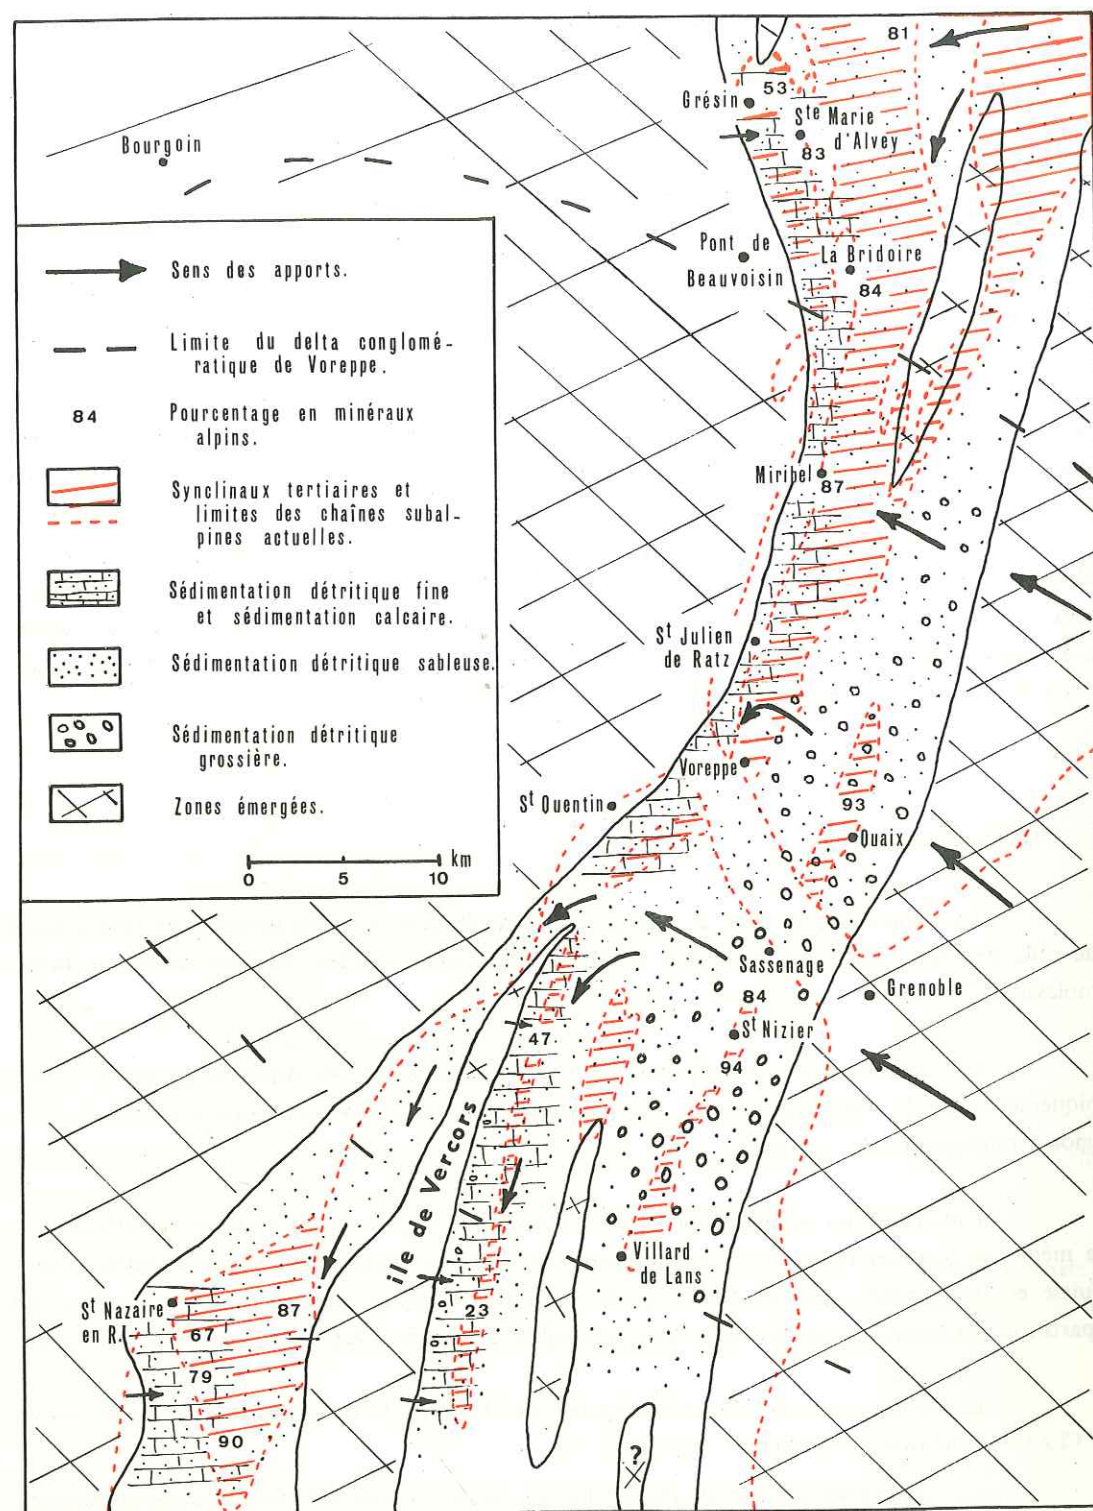 81
53
Grésin
Ste Marie
d'Alvey
Bourgoin
83
Pont de
Beauvoisin
La Bridoire
84
Sens des apports.
Limite du delta conglomé-
ratique de Voreppe.
84
Pourcentage en minéraux
alpins.
Synclinaux tertiaires et
limites des chaînes subal-
pines actuelles.
Sédimentation détritique fine
et sédimentation calcaire.
Sédimentation détritique sableuse.
Sédimentation détritique
grossière.
Zones émergées.
km
0 5 10
Miribel
87
St Julien
de Ratz
Voreppe
St Quentin
93
Quaix
Sassenage
84
Grenoble
47
St Nizier
94
île de Vercors
Villard
de Lans
St Nazaire
en R.
87
67
23
79
90
?